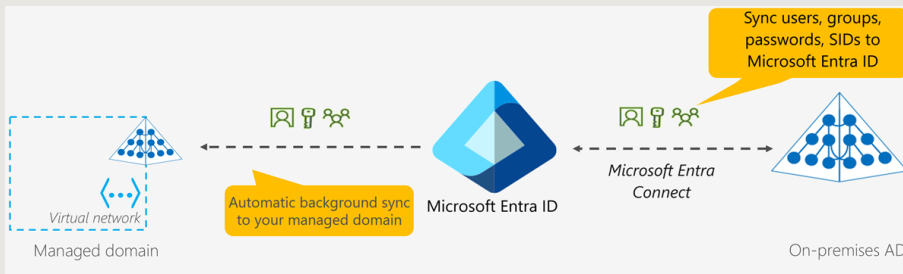 Sync users, groups,
passwords, SIDs to
Microsoft Entra ID
Automatic background sync
to your managed domain
Microsoft Entra ID
Microsoft Entra
Connect
Virtual network
Managed domain
On-premises AD